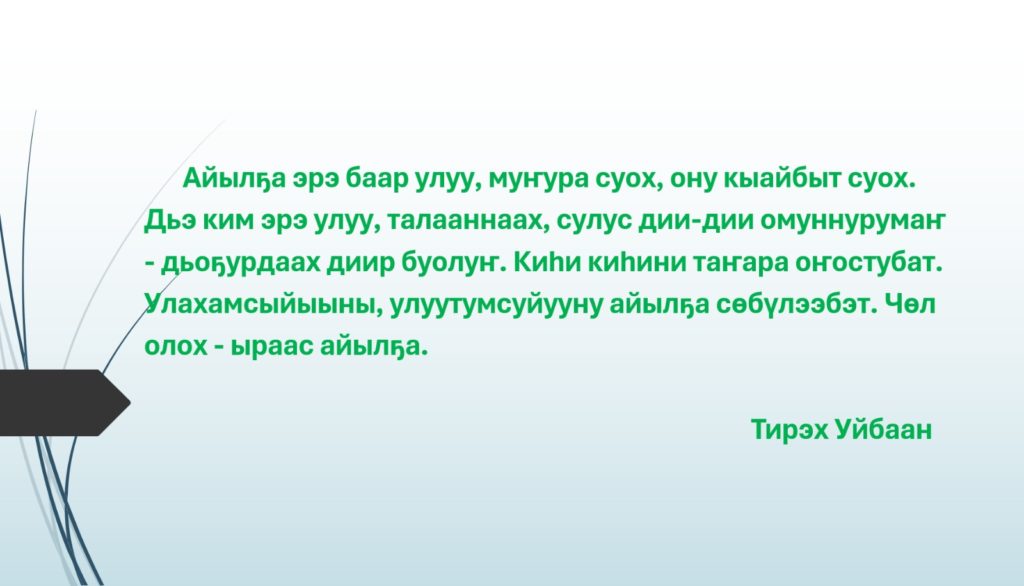 Айылҕа эрэ баар улуу, муҥура суох, ону кыайбыт суох.
Дьэ ким эрэ улуу, талааннаах, сулус дии-дии омуннурумаҥ
- дьоҕурдаах диир буолуҥ. Киһи киһини таҥара оҥостубат.
Улахамсыйыыны, улуутумсуйууну айылҕа сөбүлээбэт. Чөл
олох - ыраас айылҕа.
Тирэх Уйбаан